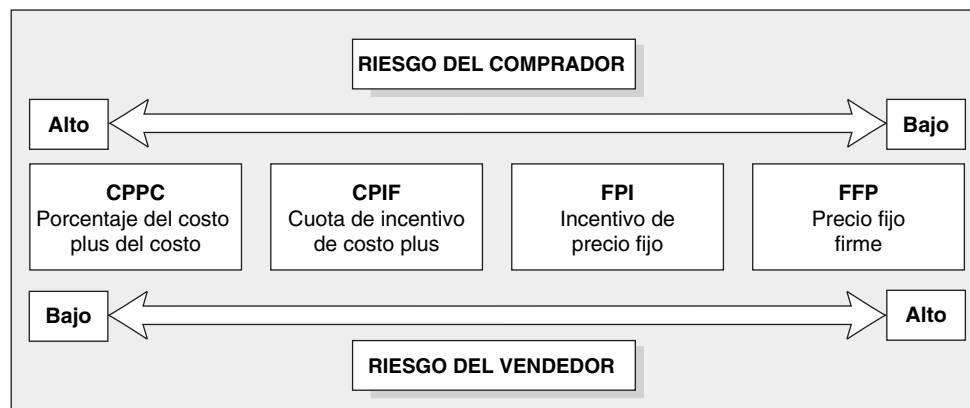 RIESGO DEL COMPRADOR
Alto
Bajo
CPPC
Porcentaje del costo
plus del costo
CPIF
Cuota de incentivo
de costo plus
FPI
Incentivo de
precio fijo
FFP
Precio fijo
firme
Bajo
Alto
RIESGO DEL VENDEDOR